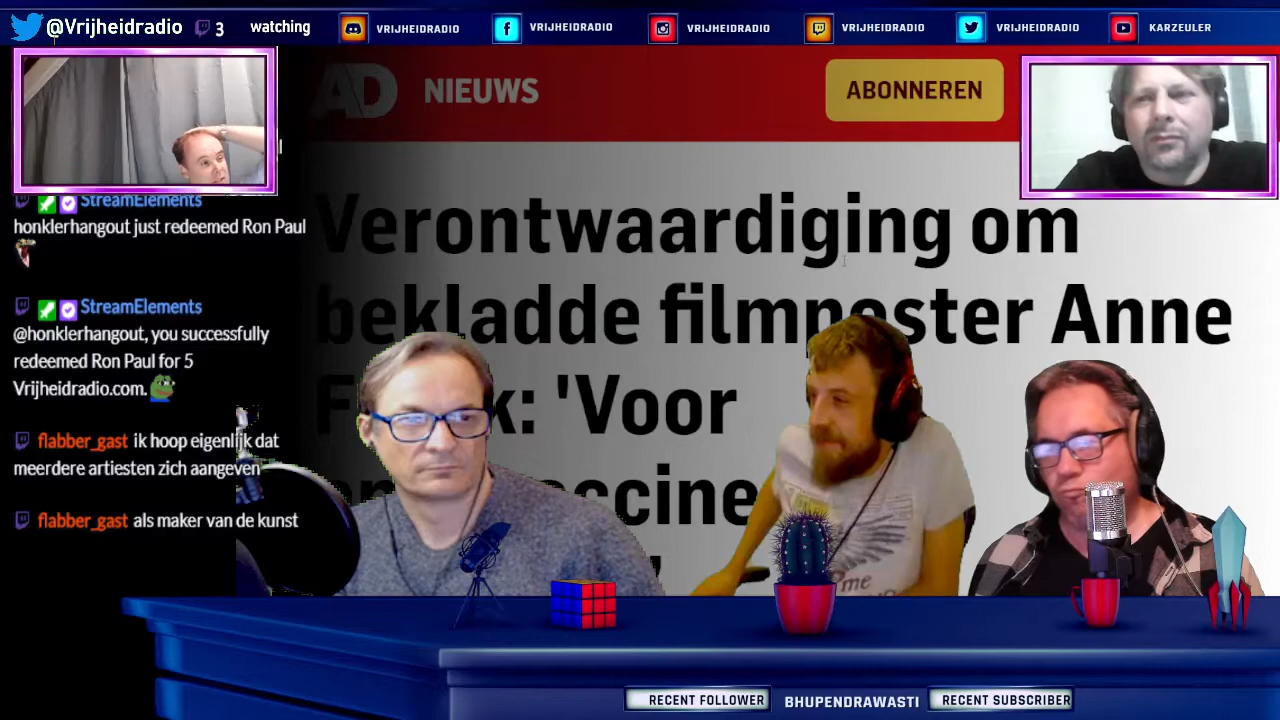 @Vrijheidradio 3 watching VRIJHEIDRADIO VRIJHEIDRADIO VRIJHEIDRADIO VRIJHEIDRADIO VRIJHEIDRADIO KARZEULER
AD NIEUWS ABONNEREN
StreamElements
honklerhangout just redeemed Ron Paul
StreamElements
@honklerhangout, you successfully
redeemed Ron Paul for 5
Vrijheidradio.com.
flabber_gast ik hoop eigenlijk dat
meerdere artiesten zich aangeven
flabber_gast als maker van de kunst
Verontwaardiging om
bekladde filmposter Anne
'Voor
me
RECENT FOLLOWER BHUPENDRAWASTI RECENT SUBSCRIBER